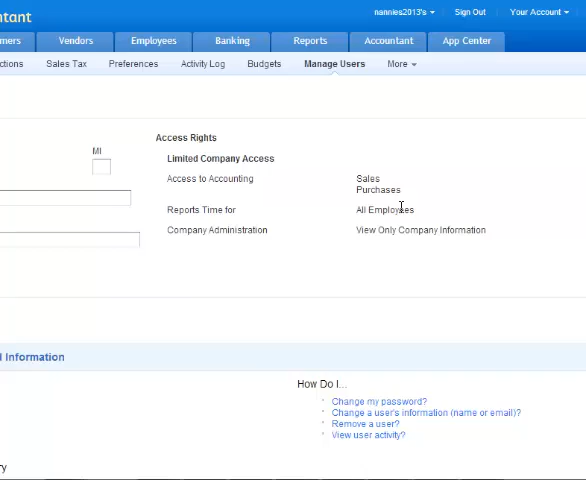 ntant
nannies2013's Sign Out Your Account
mers Vendors Employees Banking Reports Accountant App Center
ctions Sales Tax Preferences Activity Log Budgets Manage Users More
Access Rights
MI
Limited Company Access
Access to Accounting Sales
Purchases
Reports Time for All Employees
Company Administration View Only Company Information
l Information
How Do I...
Change my password?
Change a user's information (name or email)?
Remove a user?
View user activity?
ry